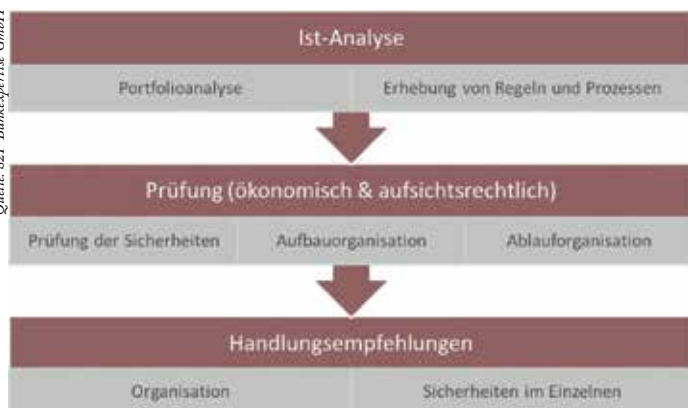 Ist-Analyse
Portfolioanalyse Erhebung von Regeln und Prozessen
Prüfung (ökonomisch & aufsichtsrechtlich)
Prüfung der Sicherheiten Aufbauorganisation Ablauforganisation
Handlungsempfehlungen
Organisation Sicherheiten im Einzelnen
GmbH